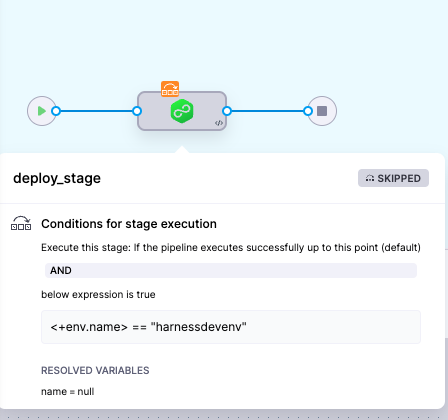 deploy_stage
SKIPPED
Conditions for stage execution
Execute this stage: If the pipeline executes successfully up to this point (default)
AND
below expression is true
<+env.name> == "harnessdevenv"
RESOLVED VARIABLES
name = null